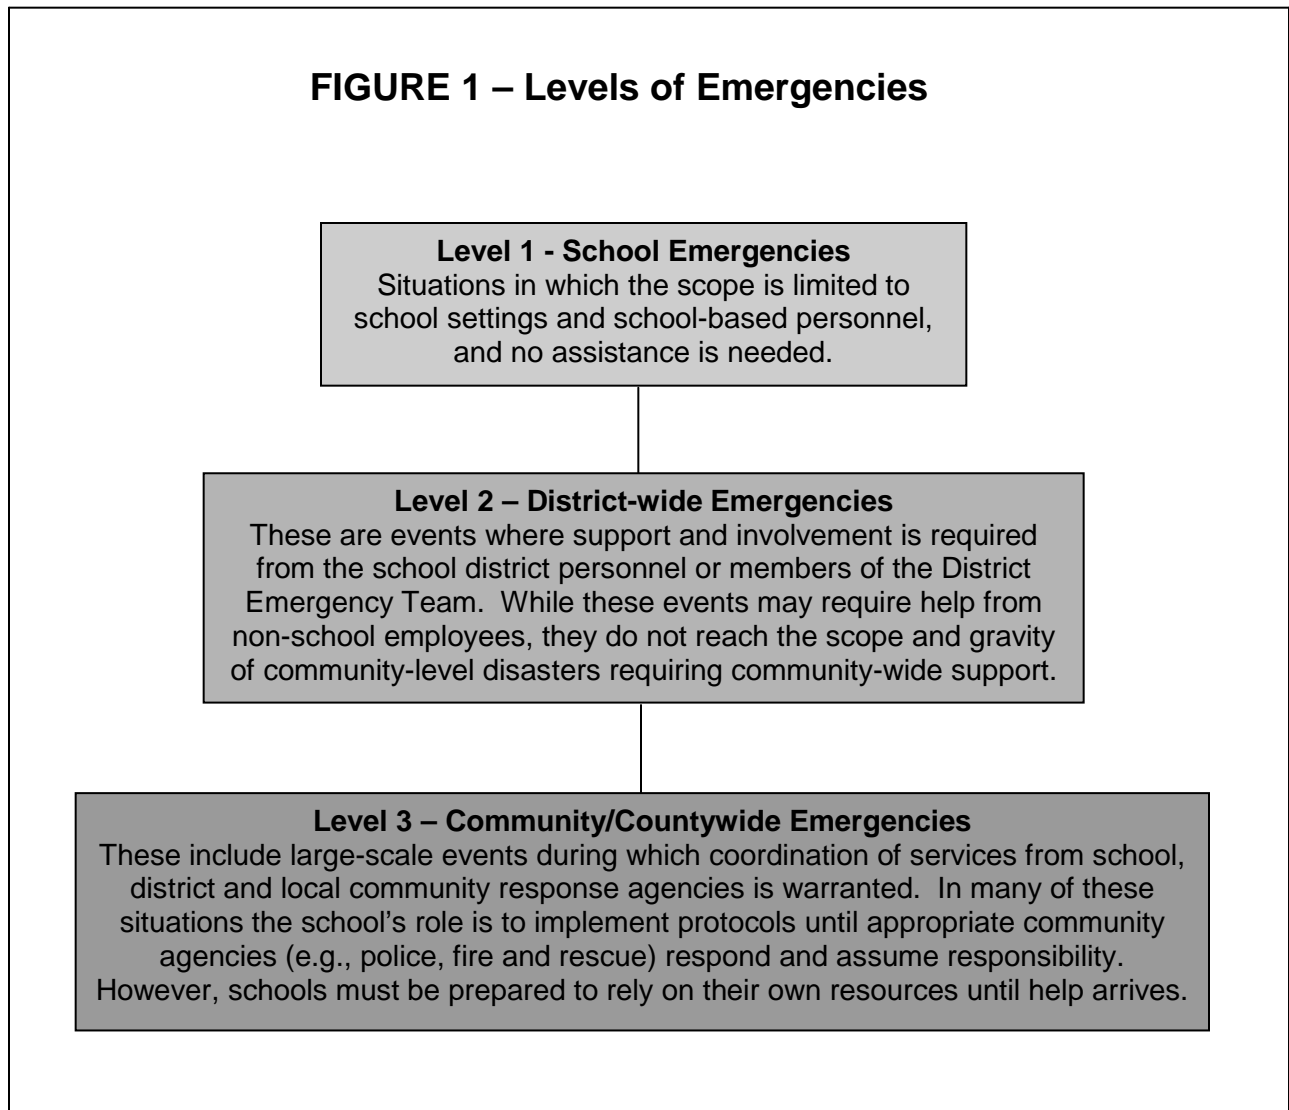 FIGURE 1 – Levels of Emergencies
Level 1 - School Emergencies
Situations in which the scope is limited to
school settings and school-based personnel,
and no assistance is needed.
Level 2 – District-wide Emergencies
These are events where support and involvement is required
from the school district personnel or members of the District
Emergency Team.  While these events may require help from
non-school employees, they do not reach the scope and gravity
of community-level disasters requiring community-wide support.
Level 3 – Community/Countywide Emergencies
These include large-scale events during which coordination of services from school,
district and local community response agencies is warranted.  In many of these
situations the school’s role is to implement protocols until appropriate community
agencies (e.g., police, fire and rescue) respond and assume responsibility.
However, schools must be prepared to rely on their own resources until help arrives.